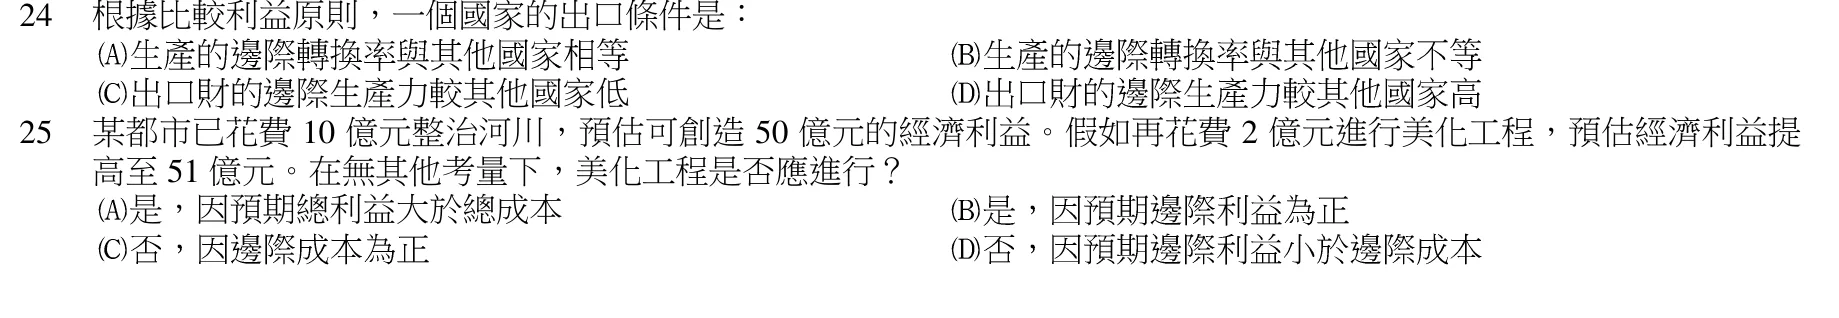 24 根據比較利益原則，一個國家的出口條件是：
(A)生產的邊際轉換率與其他國家相等 (B)生產的邊際轉換率與其他國家不等
(C)出口財的邊際生產力較其他國家低 (D)出口財的邊際生產力較其他國家高
25 某都市已花費 10 億元整治河川，預估可創造 50 億元的經濟利益。假如再花費 2 億元進行美化工程，預估經濟利益提
高至 51 億元。在無其他考量下，美化工程是否應進行？
(A)是，因預期總利益大於總成本 (B)是，因預期邊際利益為正
(C)否，因邊際成本為正 (D)否，因預期邊際利益小於邊際成本